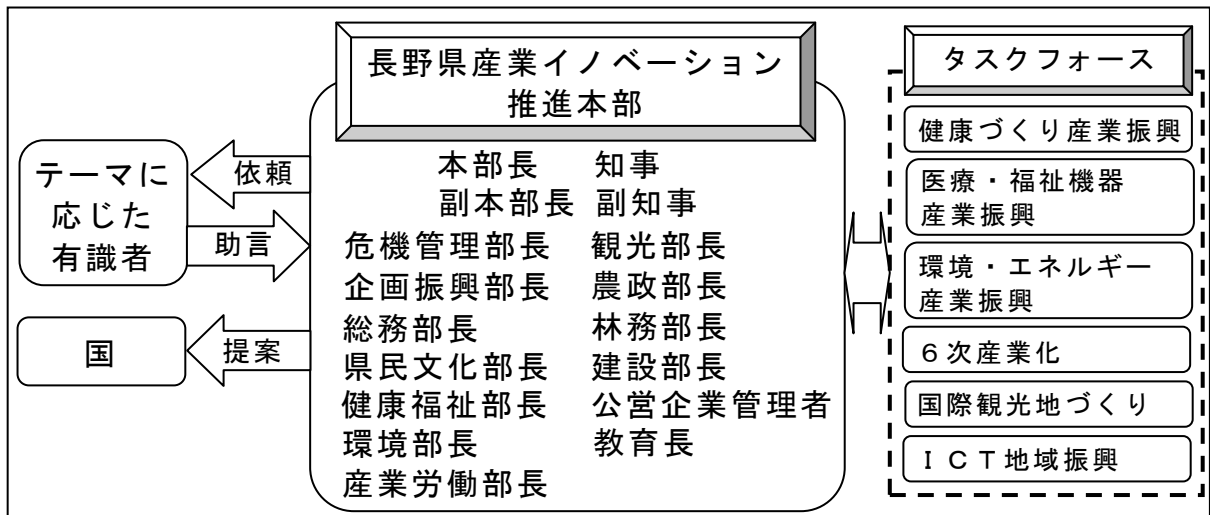 長野県産業イノベーション
推進本部
本部長 知事
副本部長 副知事
危機管理部長 観光部長
企画振興部長 農政部長
総務部長 林務部長
県民文化部長 建設部長
健康福祉部長 公営企業管理者
環境部長 教育長
産業労働部長
テーマに
応じた
有識者
依頼
助言
国
提案
タスクフォース
健康づくり産業振興
医療・福祉機器
産業振興
環境・エネルギー
産業振興
６次産業化
国際観光地づくり
ＩＣＴ地域振興